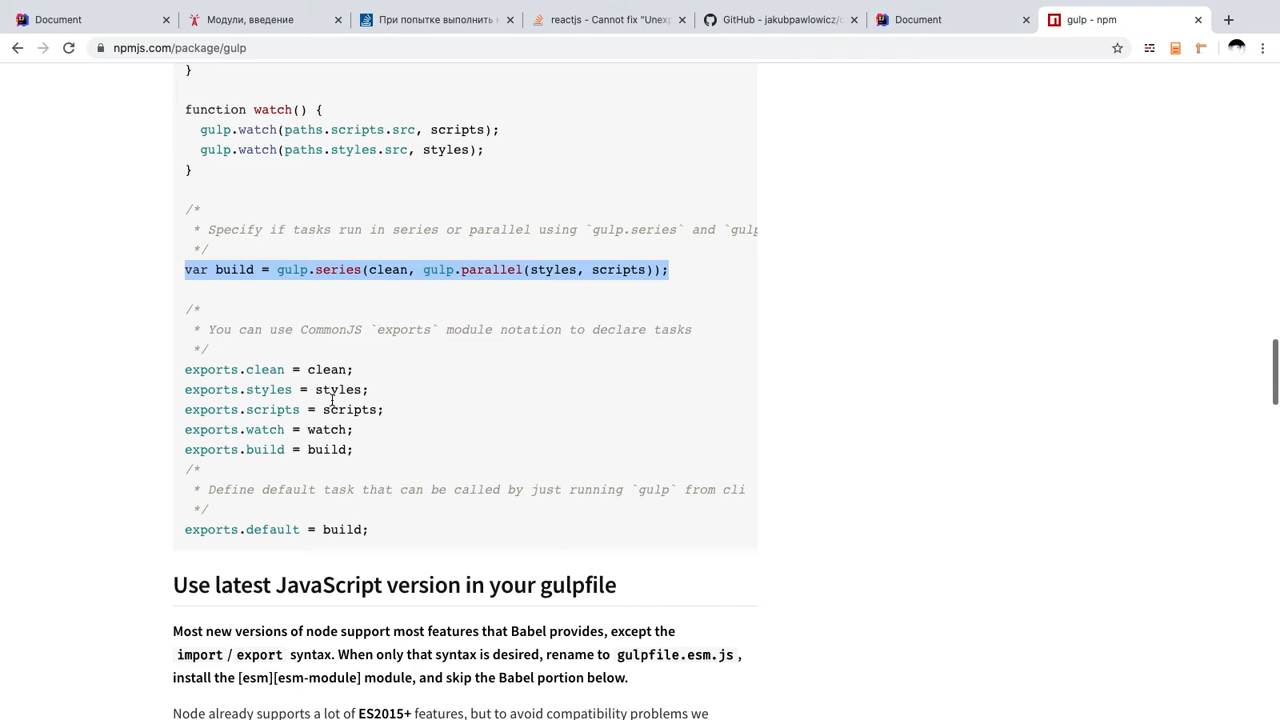 Document
Модули, введение
При попытке выполнить
reactjs - Cannot fix "Unex
GitHub - jakubpawlowicz/c
Document
gulp - npm
npmjs.com/package/gulp
}
function watch() {
gulp.watch(paths.scripts.src, scripts);
gulp.watch(paths.styles.src, styles);
}
/*
* Specify if tasks run in series or parallel using `gulp.series` and `gulp
*/
var build = gulp.series(clean, gulp.parallel(styles, scripts));
/*
* You can use CommonJS `exports` module notation to declare tasks
*/
exports.clean = clean;
exports.styles = styles;
exports.scripts = scripts;
exports.watch = watch;
exports.build = build;
/*
* Define default task that can be called by just running `gulp` from cli
*/
exports.default = build;
Use latest JavaScript version in your gulpfile
Most new versions of node support most features that Babel provides, except the
import / export syntax. When only that syntax is desired, rename to gulpfile.esm.js ,
install the [esm][esm-module] module, and skip the Babel portion below.
Node already supports a lot of ES2015+ features, but to avoid compatibility problems we